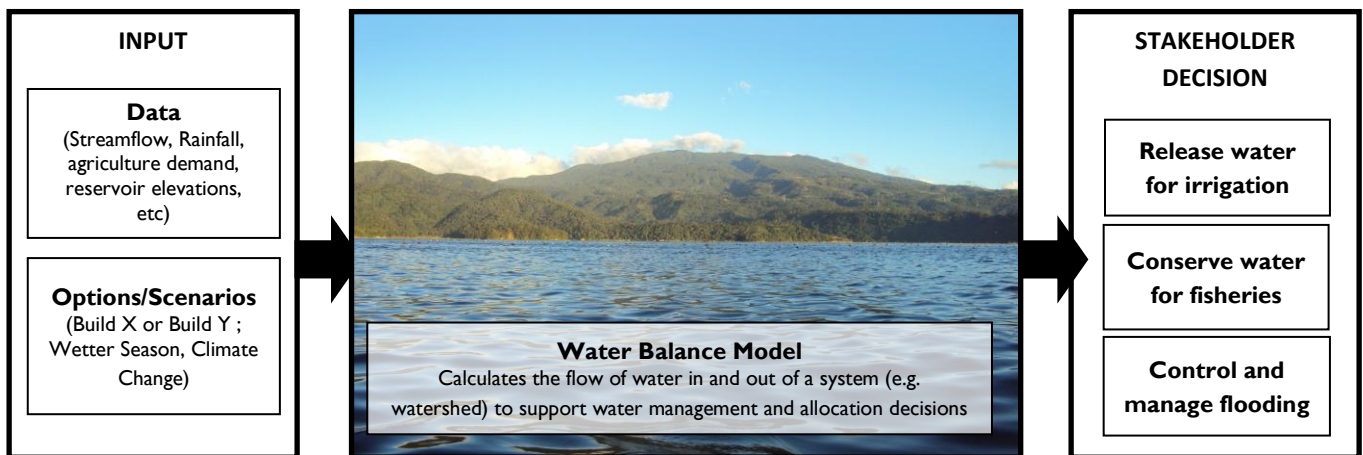 INPUT
Data
(Streamflow, Rainfall,
agriculture demand,
reservoir elevations,
etc)
Options/Scenarios
(Build X or Build Y ;
Wetter Season, Climate
Change)
Water Balance Model
Calculates the flow of water in and out of a system (e.g.
watershed) to support water management and allocation decisions
STAKEHOLDER
DECISION
Release water
for irrigation
Conserve water
for fisheries
Control and
manage flooding